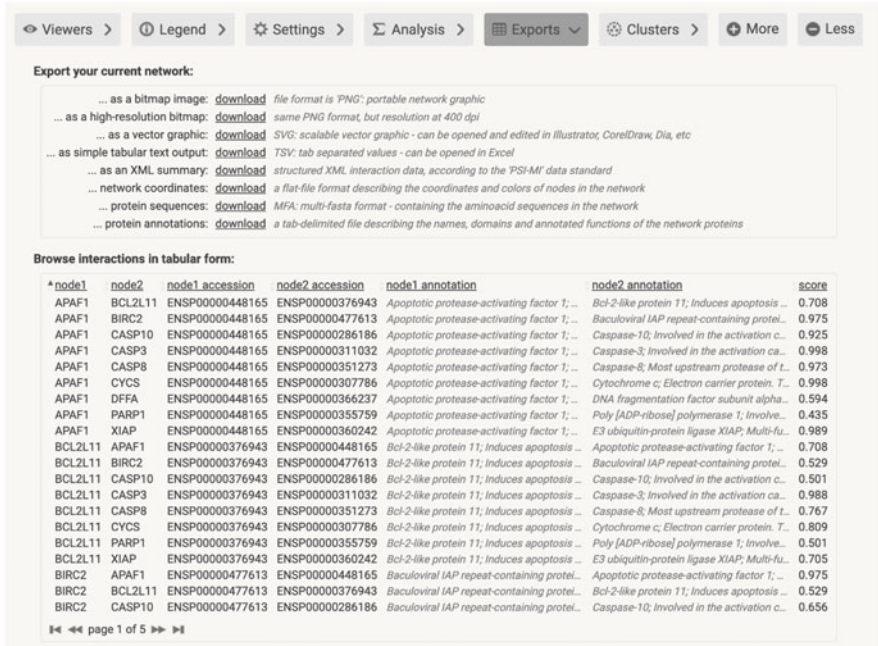 Viewers > Legend > Settings > Σ Analysis > Exports Clusters > More Less
Export your current network:
... as a bitmap image: download file format is 'PNG': portable network graphic
... as a high-resolution bitmap: download same PNG format, but resolution at 400 dpi
... as a vector graphic: download SVG: scalable vector graphic - can be opened and edited in Illustrator, CorelDraw, Dia, etc
... as simple tabular text output: download TSV: tab separated values - can be opened in Excel
... as an XML summary: download structured XML interaction data, according to the 'PSI-MI' data standard
... network coordinates: download a flat-file format describing the coordinates and colors of nodes in the network
... protein sequences: download MFA: multi-fasta format - containing the aminoacid sequences in the network
... protein annotations: download a tab-delimited file describing the names, domains and annotated functions of the network proteins
Browse interactions in tabular form:
node1 node2 node1 accession node2 accession node1 annotation node2 annotation score
APAF1 BCL2L11 ENSP00000448165 ENSP00000376943 Apoptotic protease-activating factor 1; ... Bcl-2-like protein 11; Induces apoptosis ... 0.708
APAF1 BIRC2 ENSP00000448165 ENSP00000477613 Apoptotic protease-activating factor 1; ... Baculoviral IAP repeat-containing protei... 0.975
APAF1 CASP10 ENSP00000448165 ENSP00000286186 Apoptotic protease-activating factor 1; ... Caspase-10; Involved in the activation c... 0.925
APAF1 CASP3 ENSP00000448165 ENSP00000311032 Apoptotic protease-activating factor 1; ... Caspase-3; Involved in the activation ca... 0.998
APAF1 CASP8 ENSP00000448165 ENSP00000351273 Apoptotic protease-activating factor 1; ... Caspase-8; Most upstream protease of t... 0.973
APAF1 CYCS ENSP00000448165 ENSP00000307786 Apoptotic protease-activating factor 1; ... Cytochrome c; Electron carrier protein. T... 0.998
APAF1 DFFA ENSP00000448165 ENSP00000366237 Apoptotic protease-activating factor 1; ... DNA fragmentation factor subunit alpha... 0.594
APAF1 PARP1 ENSP00000448165 ENSP00000355759 Apoptotic protease-activating factor 1; ... Poly [ADP-ribose] polymerase 1; Involve... 0.435
APAF1 XIAP ENSP00000448165 ENSP00000360242 Apoptotic protease-activating factor 1; ... E3 ubiquitin-protein ligase XIAP; Multi-fu... 0.989
BCL2L11 APAF1 ENSP00000376943 ENSP00000448165 Bcl-2-like protein 11; Induces apoptosis ... Apoptotic protease-activating factor 1; ... 0.708
BCL2L11 BIRC2 ENSP00000376943 ENSP00000477613 Bcl-2-like protein 11; Induces apoptosis ... Baculoviral IAP repeat-containing protei... 0.529
BCL2L11 CASP10 ENSP00000376943 ENSP00000286186 Bcl-2-like protein 11; Induces apoptosis ... Caspase-10; Involved in the activation c... 0.501
BCL2L11 CASP3 ENSP00000376943 ENSP00000311032 Bcl-2-like protein 11; Induces apoptosis ... Caspase-3; Involved in the activation ca... 0.988
BCL2L11 CASP8 ENSP00000376943 ENSP00000351273 Bcl-2-like protein 11; Induces apoptosis ... Caspase-8; Most upstream protease of t... 0.767
BCL2L11 CYCS ENSP00000376943 ENSP00000307786 Bcl-2-like protein 11; Induces apoptosis ... Cytochrome c; Electron carrier protein. T... 0.809
BCL2L11 PARP1 ENSP00000376943 ENSP00000355759 Bcl-2-like protein 11; Induces apoptosis ... Poly [ADP-ribose] polymerase 1; Involve... 0.501
BCL2L11 XIAP ENSP00000376943 ENSP00000360242 Bcl-2-like protein 11; Induces apoptosis ... E3 ubiquitin-protein ligase XIAP; Multi-fu... 0.705
BIRC2 APAF1 ENSP00000477613 ENSP00000448165 Baculoviral IAP repeat-containing protei... Apoptotic protease-activating factor 1; ... 0.975
BIRC2 BCL2L11 ENSP00000477613 ENSP00000376943 Baculoviral IAP repeat-containing protei... Bcl-2-like protein 11; Induces apoptosis ... 0.529
BIRC2 CASP10 ENSP00000477613 ENSP00000286186 Baculoviral IAP repeat-containing protei... Caspase-10; Involved in the activation c... 0.656
page 1 of 5